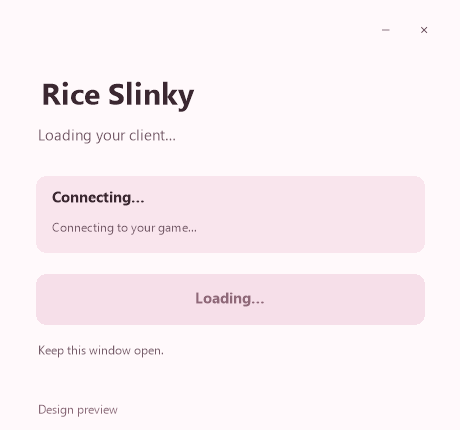 Rice Slinky
Loading your client...
Connecting...
Connecting to your game...
Loading...
Keep this window open.
Design preview